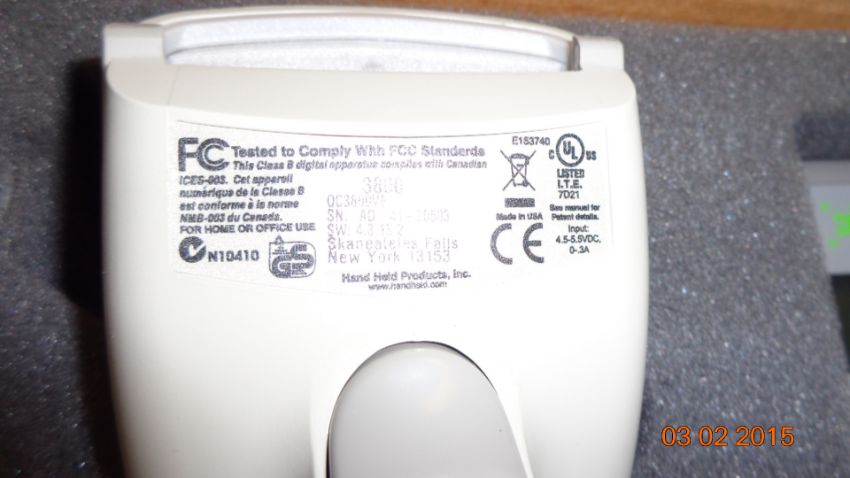 FC Tested to Comply With FCC Standards
This Class B digital apparatus complies with Canadian
ICES-003. Cet appareil
numérique de la Classe B
est conforme à la norme
NMB-003 du Canada.
FOR HOME OR OFFICE USE
N10410
GS
3800
SN. AD
SW. 4.3
Skaneateles Falls
New York 13153
Hand Held Products, Inc.
www.handheld.com
E153740
C UL US
LISTED
I.T.E.
7D21
Made in USA
See manual for
Patent details.
CE
Input:
4.5-5.5VDC,
0-.3A
03 02 2015